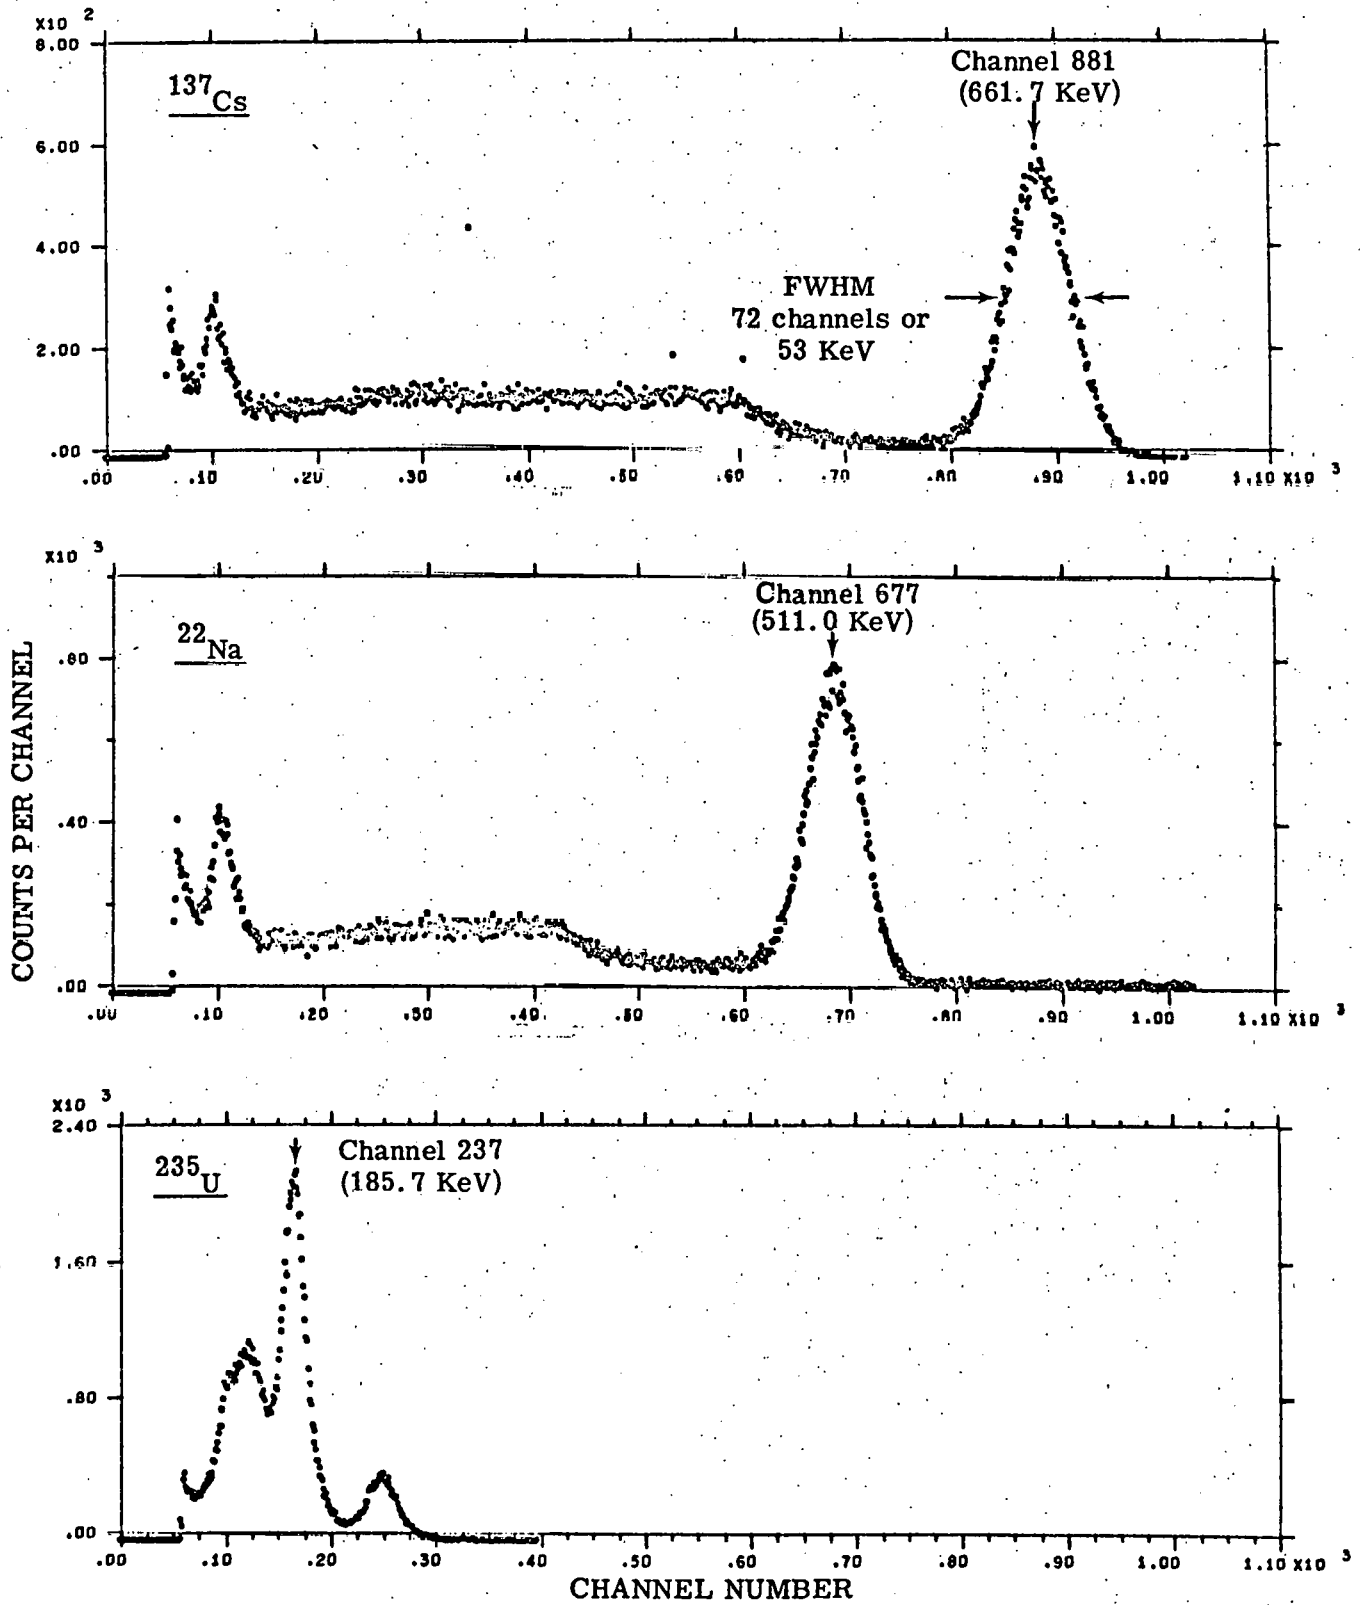 X10 2
8.00
137Cs
Channel 881
(661.7 KeV)
6.00
4.00
FWHM
72 channels or
53 KeV
2.00
.00
.00 .10 .20 .30 .40 .50 .60 .70 .80 .90 1.00 1.10 X10 3
X10 3
22Na
Channel 677
(511.0 KeV)
.80
.40
.00
.00 .10 .20 .30 .40 .50 .60 .70 .80 .90 1.00 1.10 X10 3
COUNTS PER CHANNEL
X10 3
2.40
235U
Channel 237
(185.7 KeV)
1.60
.80
.00
.00 .10 .20 .30 .40 .50 .60 .70 .80 .90 1.00 1.10 X10 3
CHANNEL NUMBER